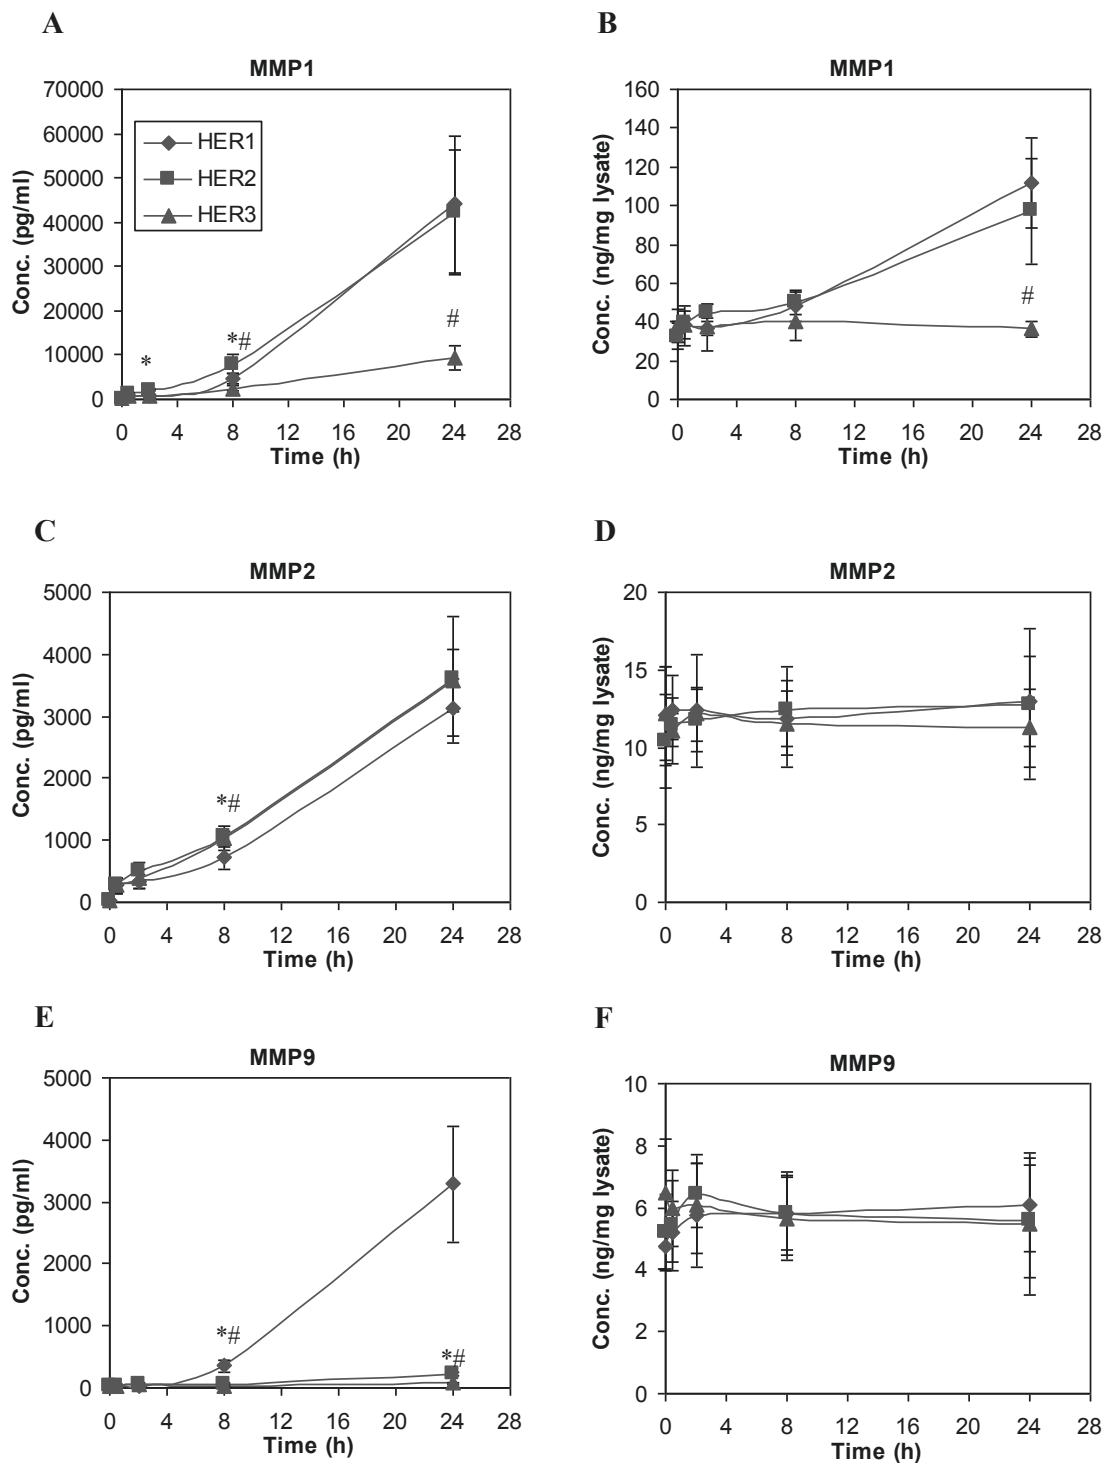 A
MMP1
Conc. (pg/ml)
70000
60000
50000
40000
30000
20000
10000
0
HER1
HER2
HER3
*
*#
#
0 4 8 12 16 20 24 28
Time (h)
B
MMP1
Conc. (ng/mg lysate)
160
140
120
100
80
60
40
20
0
#
0 4 8 12 16 20 24 28
Time (h)
C
MMP2
Conc. (pg/ml)
5000
4000
3000
2000
1000
0
*#
0 4 8 12 16 20 24 28
Time (h)
D
MMP2
Conc. (ng/mg lysate)
20
15
10
5
0
0 4 8 12 16 20 24 28
Time (h)
E
MMP9
Conc. (pg/ml)
5000
4000
3000
2000
1000
0
*#
*#
0 4 8 12 16 20 24 28
Time (h)
F
MMP9
Conc. (ng/mg lysate)
10
8
6
4
2
0
0 4 8 12 16 20 24 28
Time (h)